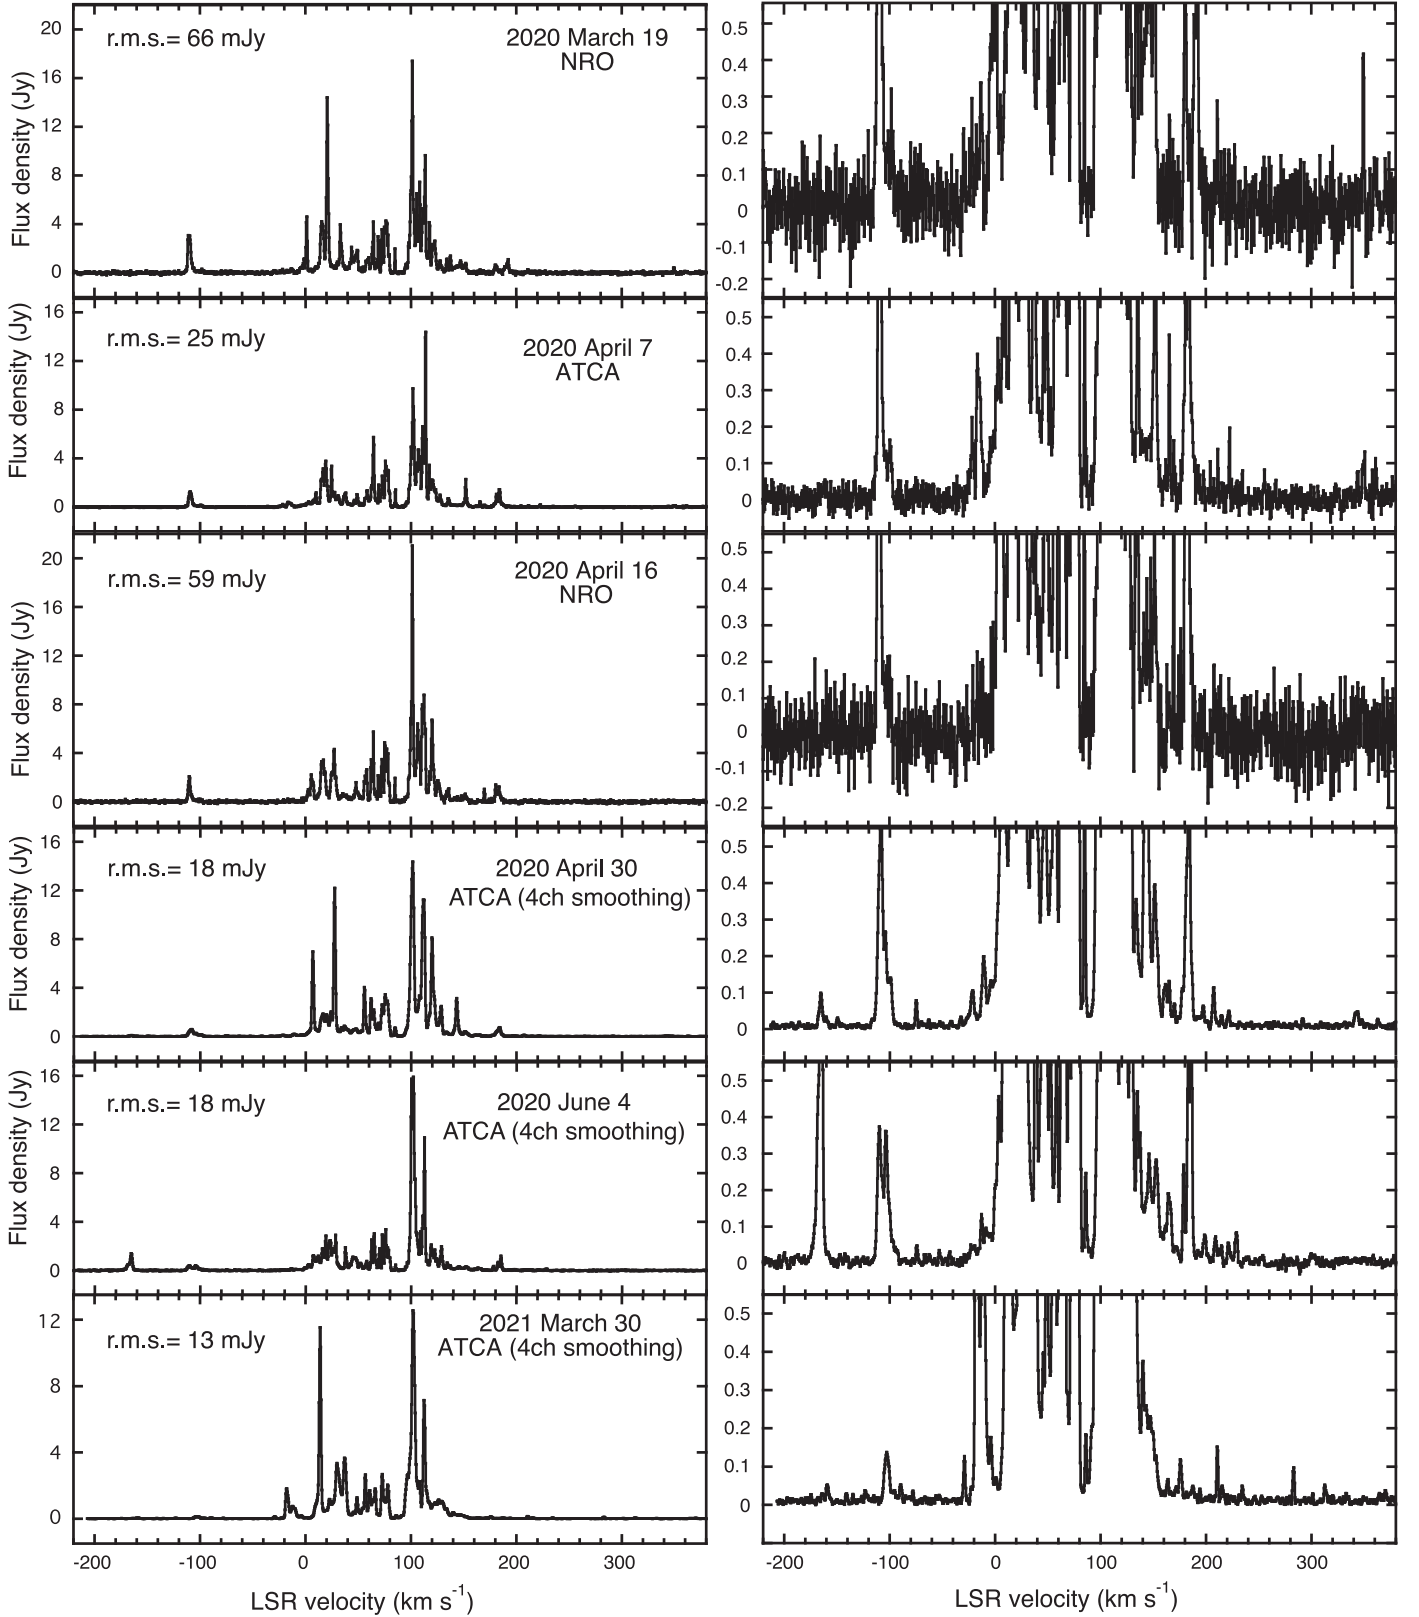 20
16
12
8
4
0
Flux density (Jy)
r.m.s.= 66 mJy
2020 March 19
NRO
0.5
0.4
0.3
0.2
0.1
0
-0.1
-0.2
16
12
8
4
0
Flux density (Jy)
r.m.s.= 25 mJy
2020 April 7
ATCA
0.5
0.4
0.3
0.2
0.1
0
20
16
12
8
4
0
Flux density (Jy)
r.m.s.= 59 mJy
2020 April 16
NRO
0.5
0.4
0.3
0.2
0.1
0
-0.1
-0.2
16
12
8
4
0
Flux density (Jy)
r.m.s.= 18 mJy
2020 April 30
ATCA (4ch smoothing)
0.5
0.4
0.3
0.2
0.1
0
16
12
8
4
0
Flux density (Jy)
r.m.s.= 18 mJy
2020 June 4
ATCA (4ch smoothing)
0.5
0.4
0.3
0.2
0.1
0
12
8
4
0
Flux density (Jy)
r.m.s.= 13 mJy
2021 March 30
ATCA (4ch smoothing)
0.5
0.4
0.3
0.2
0.1
0
-200 -100 0 100 200 300
LSR velocity (km s-1)
-200 -100 0 100 200 300
LSR velocity (km s-1)